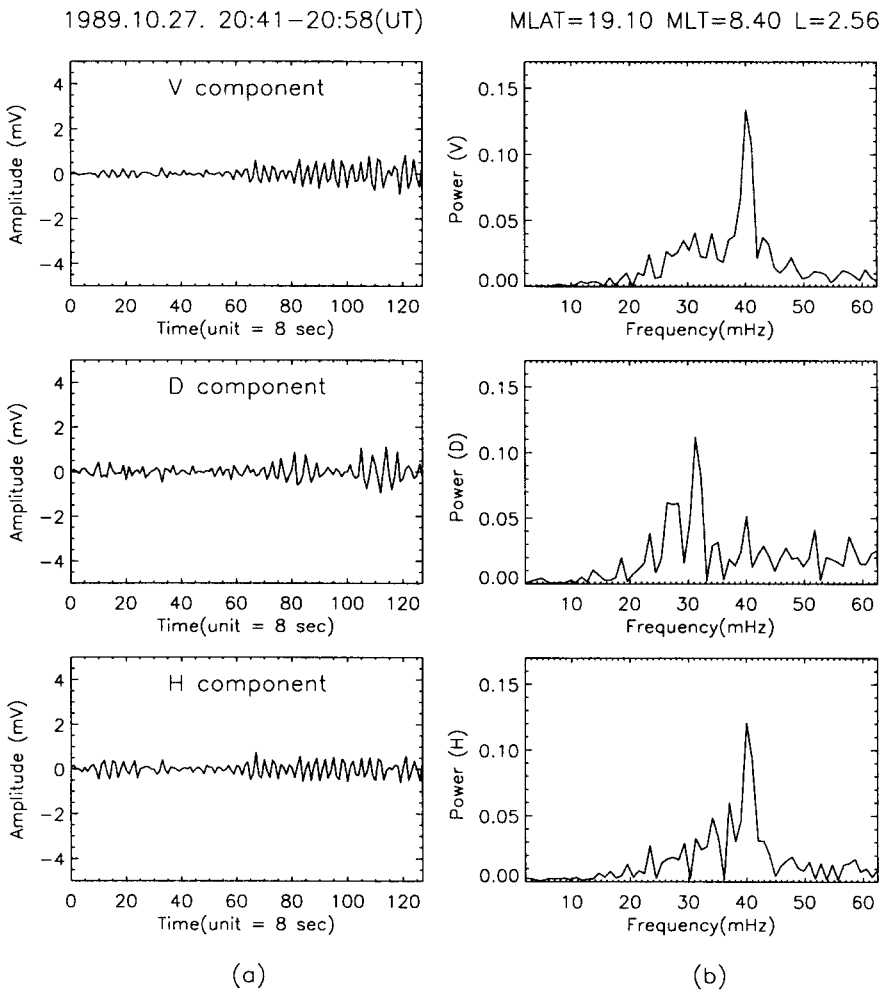 1989.10.27. 20:41−20:58(UT)
MLAT=19.10 MLT=8.40 L=2.56
V component
Amplitude (mV)
4
2
0
−2
−4
0 20 40 60 80 100 120
Time(unit = 8 sec)
Power (V)
0.15
0.10
0.05
0.00
10 20 30 40 50 60
Frequency(mHz)
D component
Amplitude (mV)
4
2
0
−2
−4
0 20 40 60 80 100 120
Time(unit = 8 sec)
Power (D)
0.15
0.10
0.05
0.00
10 20 30 40 50 60
Frequency(mHz)
H component
Amplitude (mV)
4
2
0
−2
−4
0 20 40 60 80 100 120
Time(unit = 8 sec)
Power (H)
0.15
0.10
0.05
0.00
10 20 30 40 50 60
Frequency(mHz)
(a)
(b)